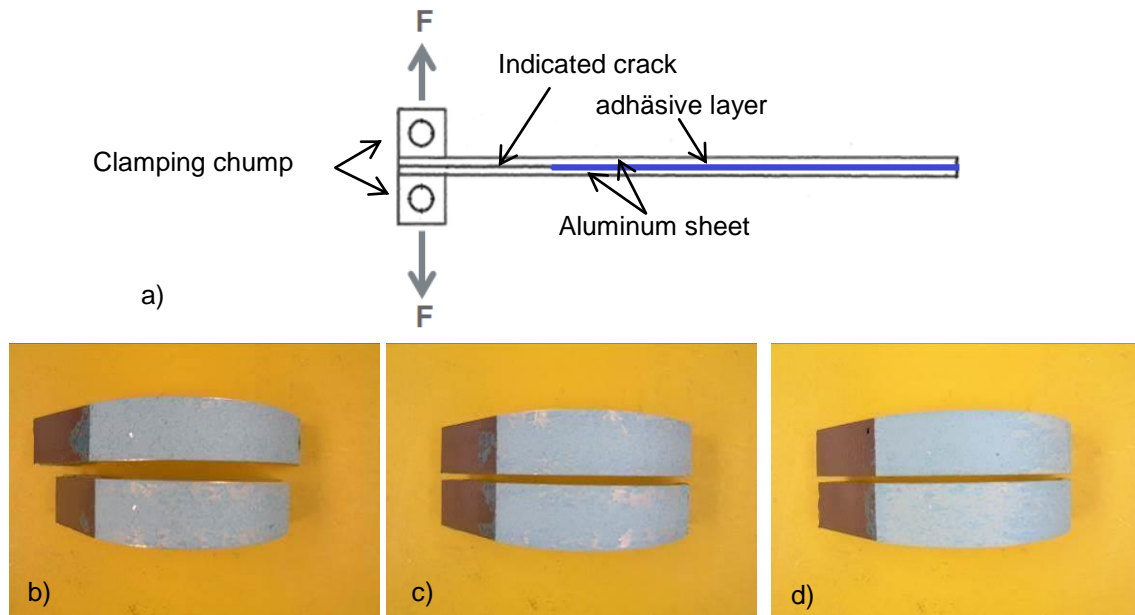 F
Indicated crack
adhäsive layer
Clamping chump
Aluminum sheet
a)
F
b)
c)
d)